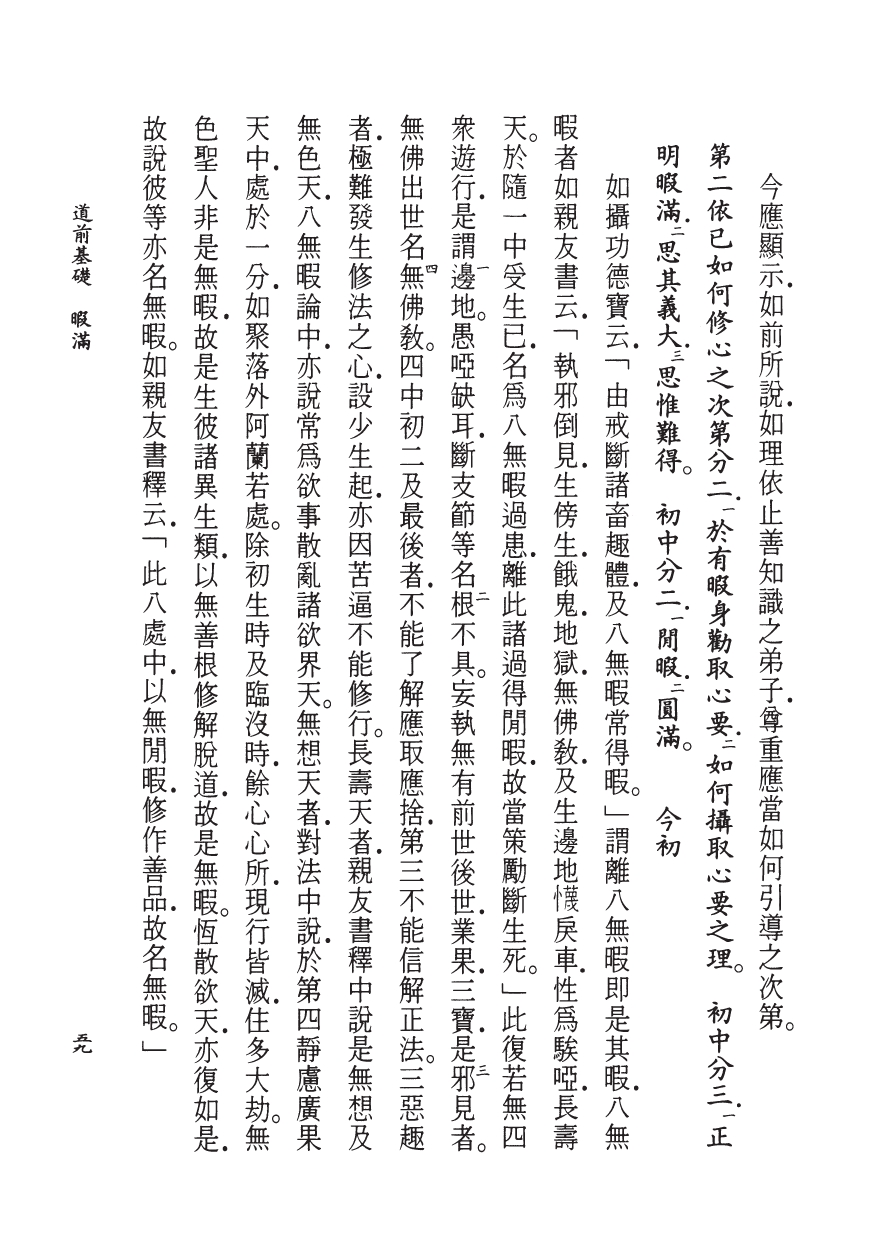 今應顯示．如前所說．如理依止善知識之弟子．尊重應當如何引導之次第。
第二依已如何修心之次第分二．一於有暇身勸取心要．二如何攝取心要之理。　初中分三．一正
明暇滿．二思其義大．三思惟難得。　初中分二．一閒暇．二圓滿。　今初
如攝功德寶云．「由戒斷諸畜趣體．及八無暇常得暇。」謂離八無暇即是其暇．八無
暇者如親友書云．「執邪倒見．生傍生．餓鬼．地獄．無佛教．及生邊地懱戾車．性為騃啞．長壽
天。於隨一中受生已．名為八無暇過患．離此諸過得閒暇．故當策勵斷生死。」此復若無四
眾遊行．是謂邊一地。愚啞缺耳．斷支節等名根二不具。妄執無有前世後世．業果．三寶．是邪三見者。
無佛出世名無四佛教。四中初二及最後者．不能了解應取應捨．第三不能信解正法。三惡趣
者．極難發生修法之心．設少生起．亦因苦逼不能修行。長壽天者．親友書釋中說是無想及
無色天．八無暇論中．亦說常為欲事散亂諸欲界天。無想天者．對法中說．於第四靜慮廣果
天中．處於一分．如聚落外阿蘭若處。除初生時及臨沒時．餘心心所．現行皆滅．住多大劫。無
色聖人非是無暇．故是生彼諸異生類．以無善根修解脫道．故是無暇。恆散欲天．亦復如是．
故說彼等亦名無暇。如親友書釋云．「此八處中．以無閒暇．修作善品．故名無暇。」
道前基礎　暇滿
五九